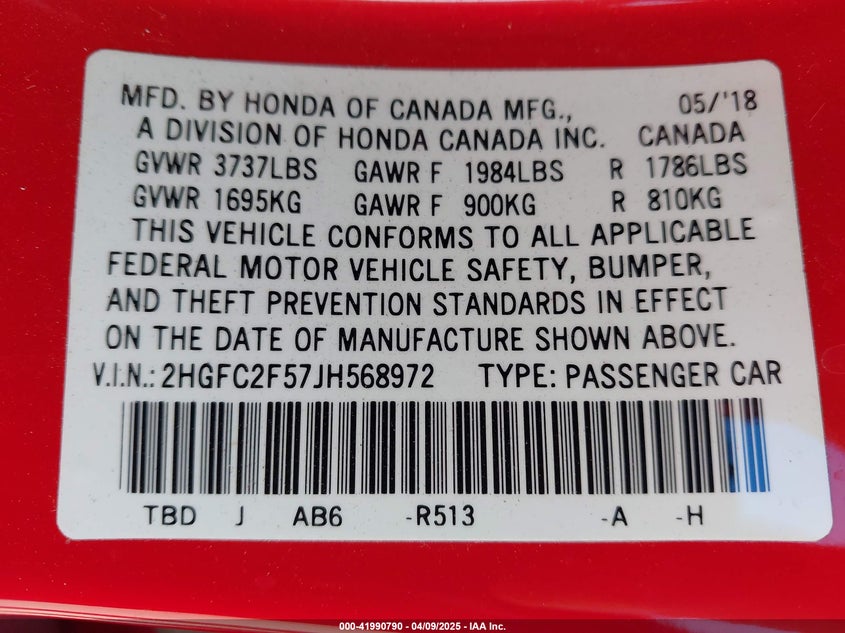 MFD. BY HONDA OF CANADA MFG., 05/'18
A DIVISION OF HONDA CANADA INC. CANADA
GVWR 3737LBS GAWR F 1984LBS R 1786LBS
GVWR 1695KG GAWR F 900KG R 810KG
THIS VEHICLE CONFORMS TO ALL APPLICABLE
FEDERAL MOTOR VEHICLE SAFETY, BUMPER,
AND THEFT PREVENTION STANDARDS IN EFFECT
ON THE DATE OF MANUFACTURE SHOWN ABOVE.
V.I.N.: 2HGFC2F57JH568972 TYPE: PASSENGER CAR
TBD J AB6 -R513 -A -H
000-41990790 - 04/09/2025 - IAA Inc.